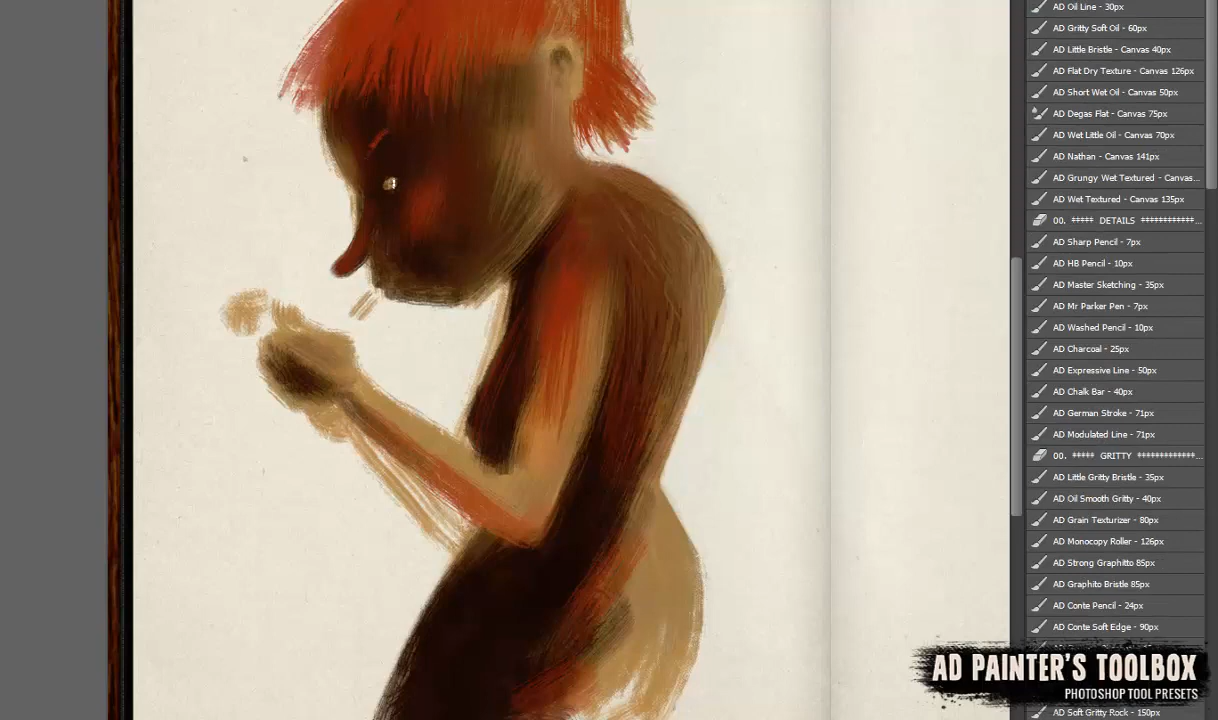 AD Oil Line - 30px
AD Gritty Soft Oil - 60px
AD Little Bristle - Canvas 40px
AD Flat Dry Texture - Canvas 126px
AD Short Wet Oil - Canvas 50px
AD Degas Flat - Canvas 75px
AD Wet Little Oil - Canvas 70px
AD Nathan - Canvas 141px
AD Grungy Wet Textured - Canvas...
AD Wet Textured - Canvas 135px
00. ***** DETAILS ************...
AD Sharp Pencil - 7px
AD HB Pencil - 10px
AD Master Sketching - 35px
AD Mr Parker Pen - 7px
AD Washed Pencil - 10px
AD Charcoal - 25px
AD Expressive Line - 50px
AD Chalk Bar - 40px
AD German Stroke - 71px
AD Modulated Line - 71px
00. ***** GRITTY *************...
AD Little Gritty Bristle - 35px
AD Oil Smooth Gritty - 40px
AD Grain Texturizer - 80px
AD Monocopy Roller - 126px
AD Strong Graphitto 85px
AD Graphito Bristle 85px
AD Conte Pencil - 24px
AD Conte Soft Edge - 90px
AD PAINTER'S TOOLBOX
PHOTOSHOP TOOL PRESETS
AD Soft Gritty Rock - 150px